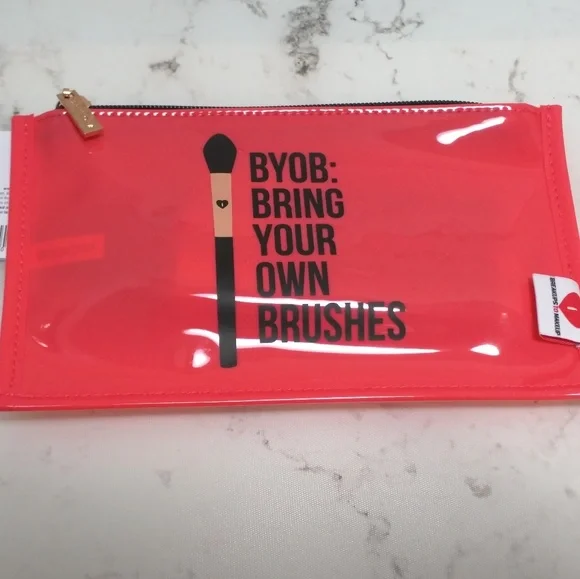 BYOB:
BRING
YOUR
OWN
BRUSHES
BREAKUPS TO MAKEUP